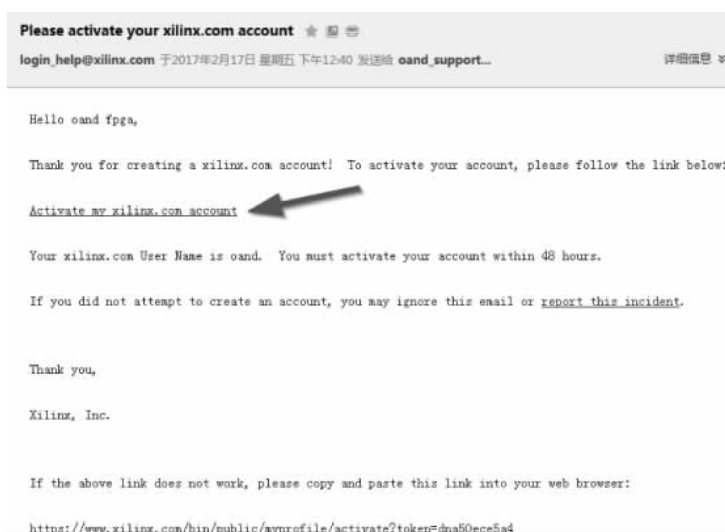 Please activate your xilinx.com account
login_help@xilinx.com 于2017年2月17日 星期五 下午12:40 发送给 oand_support... 详细信息
Hello oand fpga,
Thank you for creating a xilinx.com account! To activate your account, please follow the link below:
Activate my xilinx.com account
Your xilinx.com User Name is oand. You must activate your account within 48 hours.
If you did not attempt to create an account, you may ignore this email or report this incident.
Thank you,
Xilinx, Inc.
If the above link does not work, please copy and paste this link into your web browser:
https://www.xilinx.com/bin/public/myprofile/activate?token=dna50ece5a4